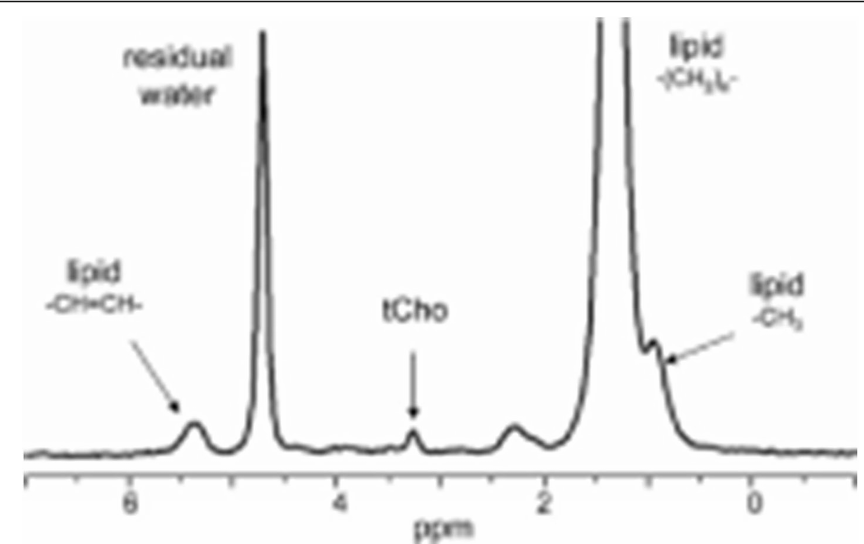 residual
water
lipid
-(CH₂)ₙ-
lipid
-CH=CH-
tCho
lipid
-CH₃
6 4 2 0
ppm